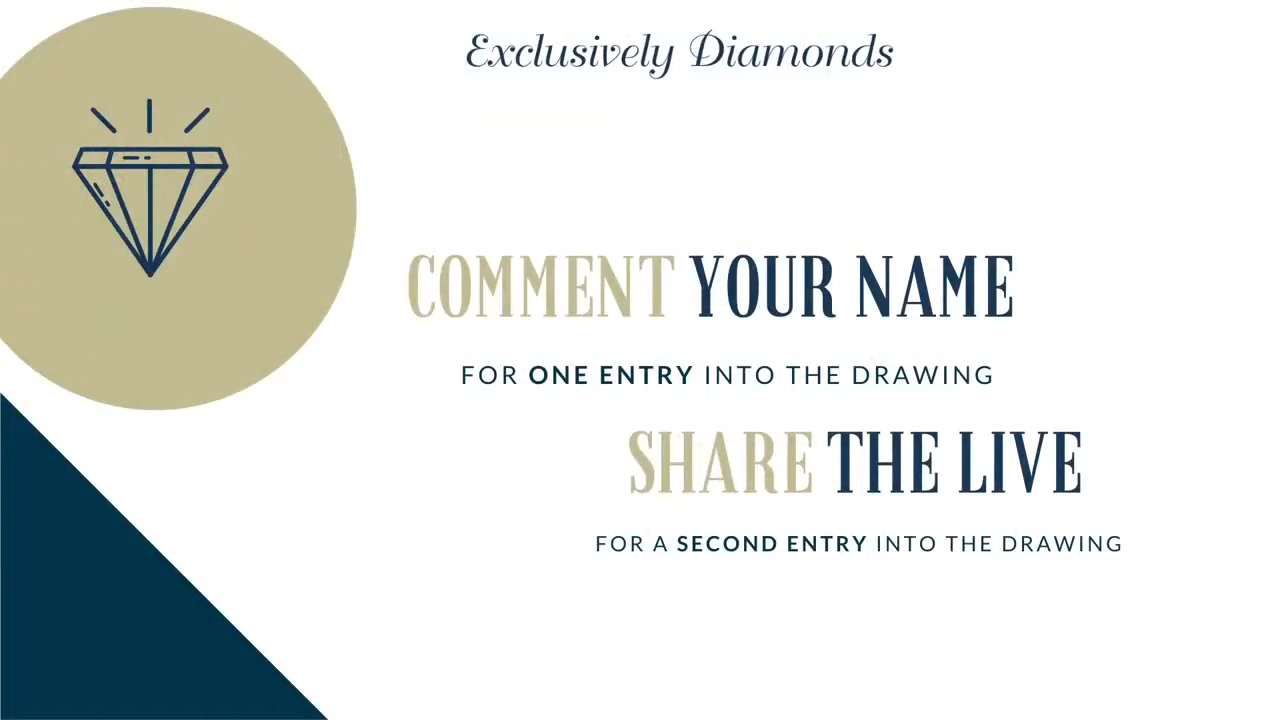 Exclusively Diamonds
COMMENT YOUR NAME
FOR ONE ENTRY INTO THE DRAWING
SHARE THE LIVE
FOR A SECOND ENTRY INTO THE DRAWING